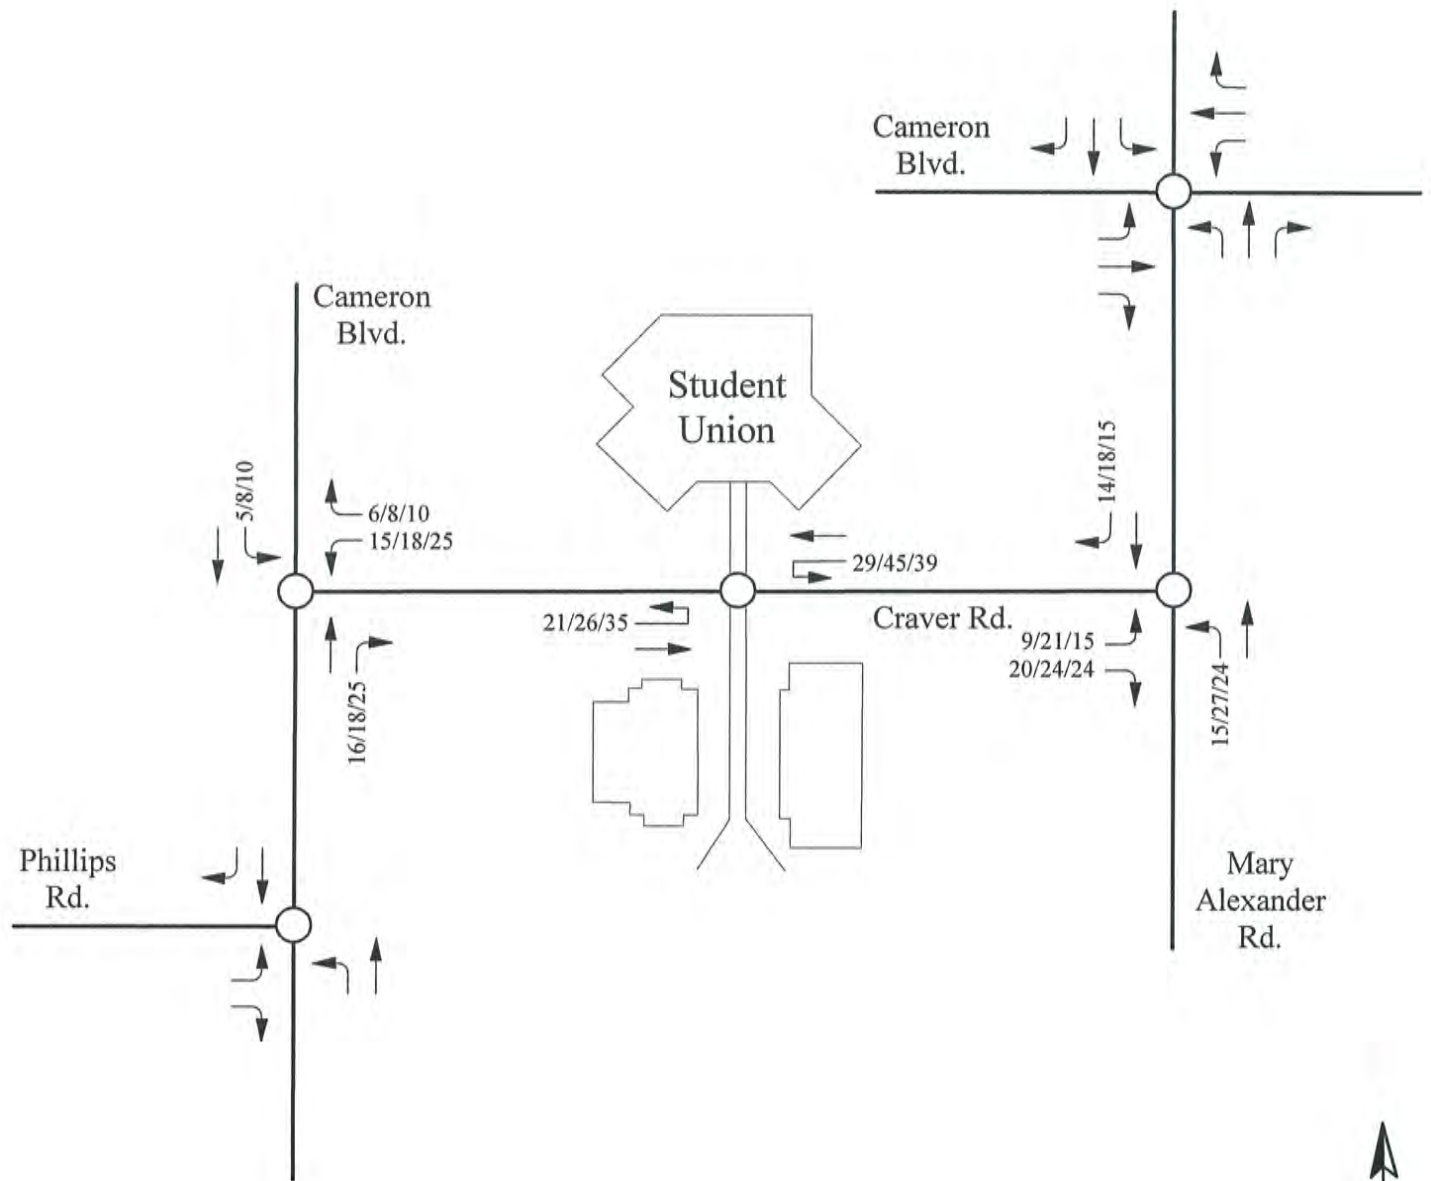 Cameron
Blvd.
Cameron
Blvd.
Student
Union
14/18/15
5/8/10
6/8/10
15/18/25
29/45/39
21/26/35
Craver Rd.
9/21/15
20/24/24
15/27/24
16/18/25
Phillips
Rd.
Mary
Alexander
Rd.